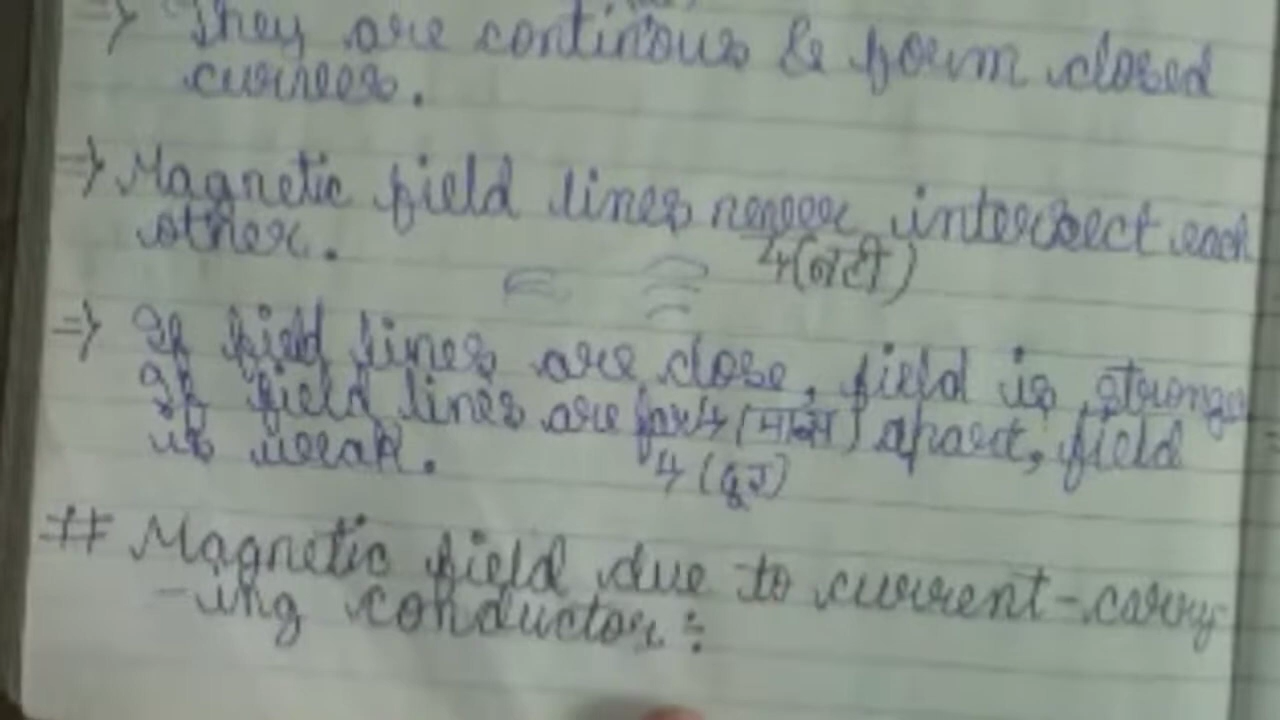 => They are continous & form closed
curves.
=> Magnetic field lines never intersect each
other.
↳(नही)
=> If field lines are close, field is stronger
If field lines are far↳() apart, field
is weak.
↳(दूर)
## Magnetic field due to current-carry
-ing conductor: